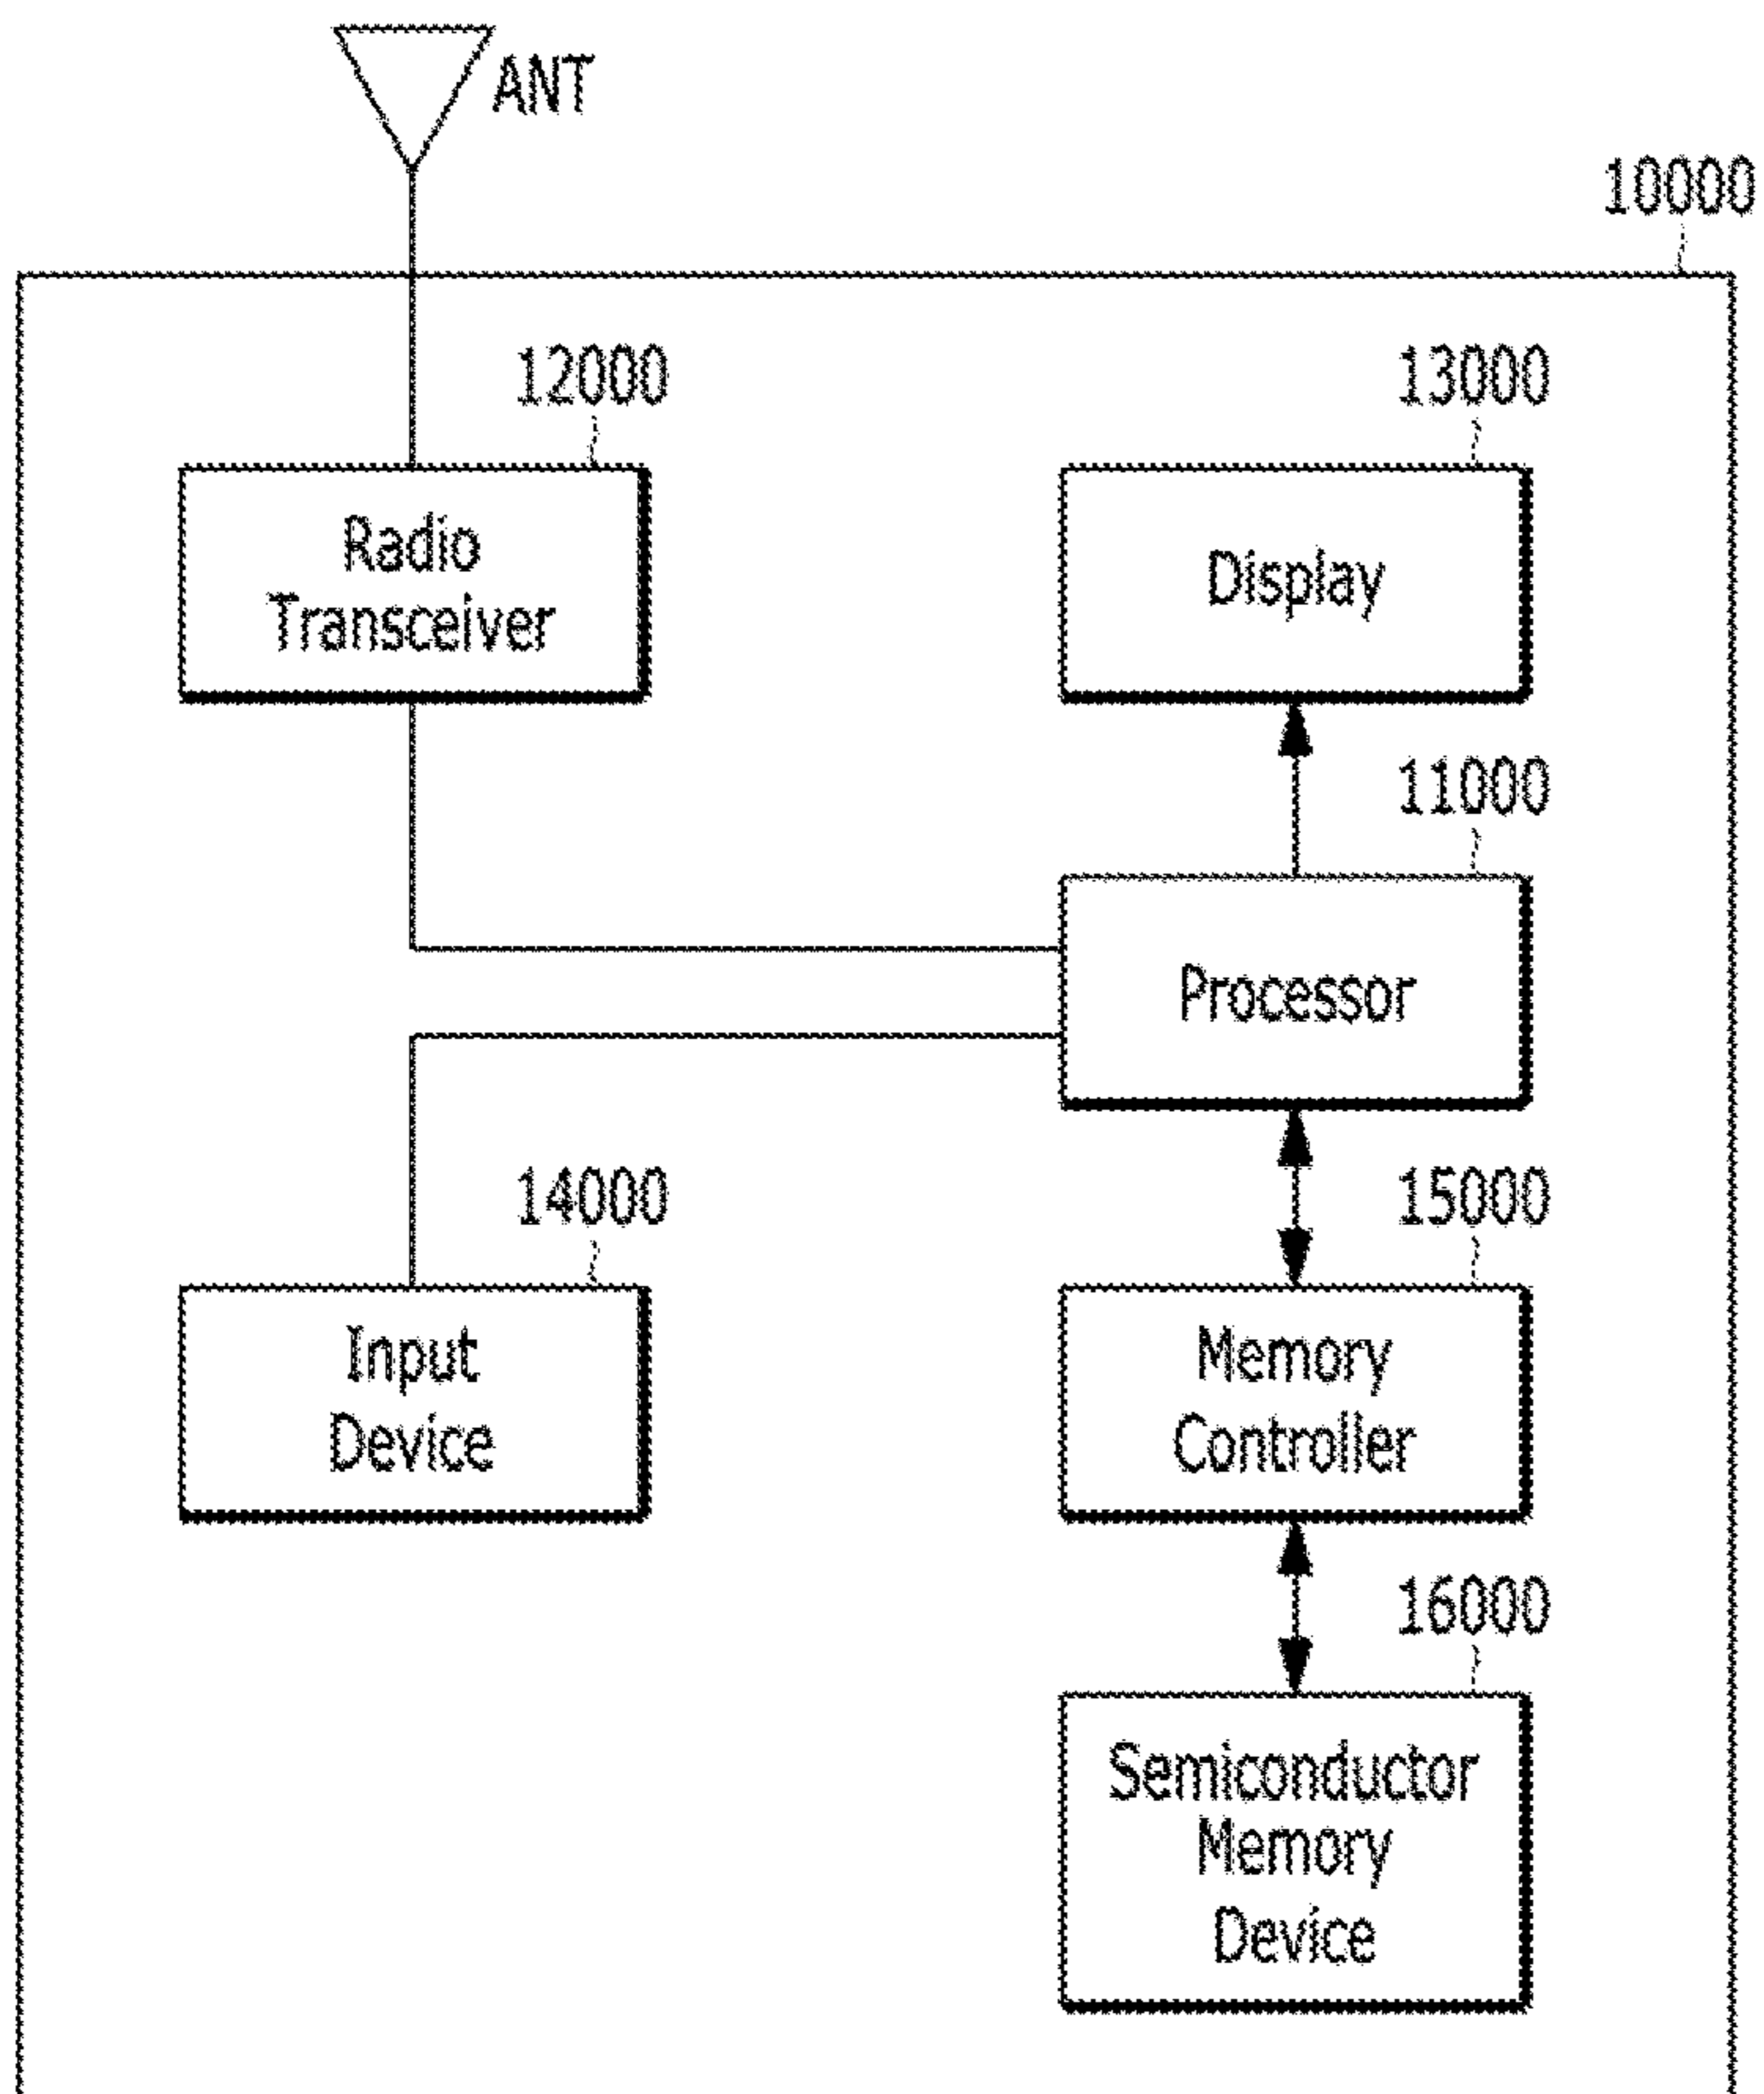 ANT
10000
12000
13000
Radio
Transceiver
Display
11000
Processor
14000
15000
Input
Device
Memory
Controller
16000
Semiconductor
Memory
Device